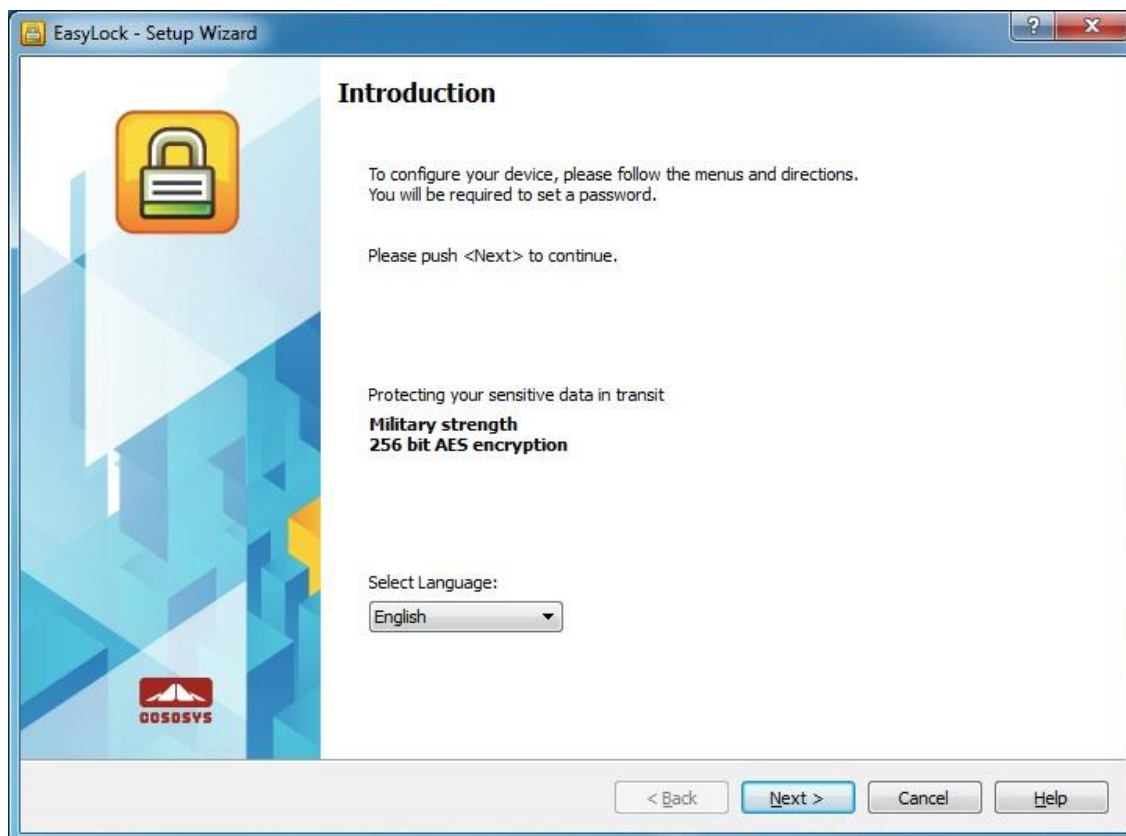 EasyLock - Setup Wizard
Introduction
To configure your device, please follow the menus and directions.
You will be required to set a password.
Please push <Next> to continue.
Protecting your sensitive data in transit
Military strength
256 bit AES encryption
Select Language:
English
COSOSYS
< Back Next > Cancel Help